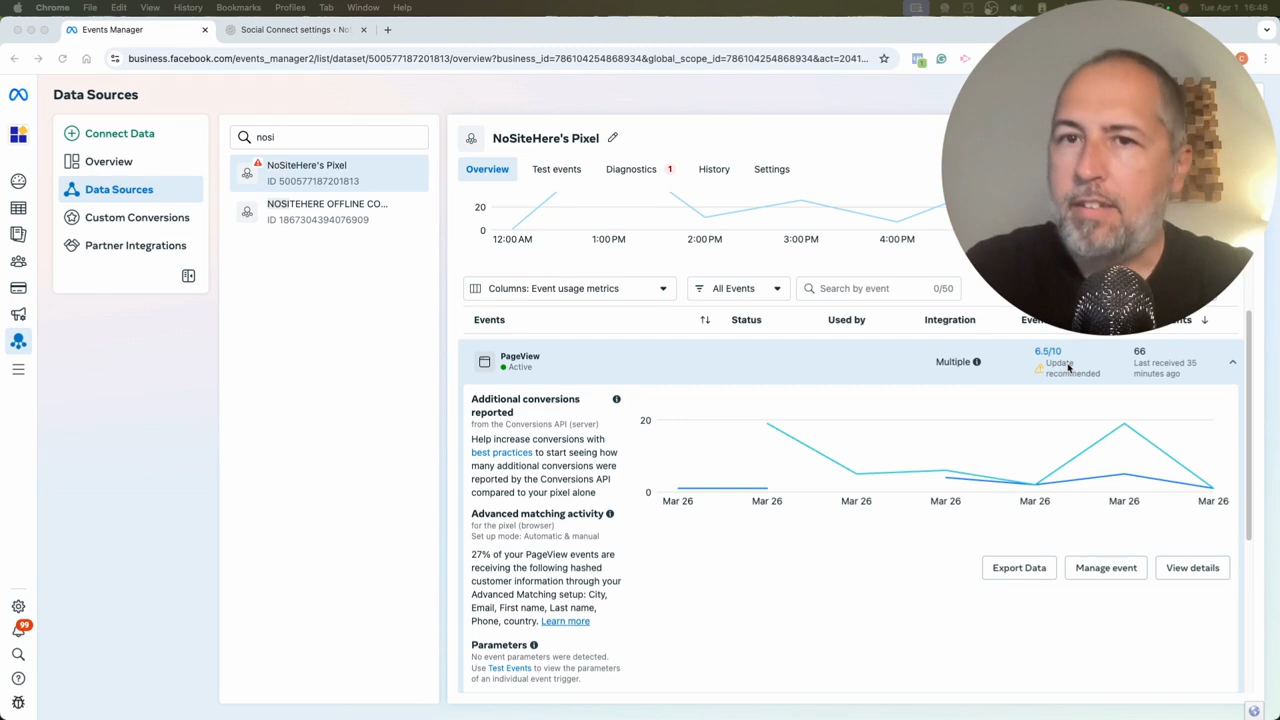 Chrome File Edit View History Bookmarks Profiles Tab Window Help
Tue Apr 1 16:48
Events Manager
Social Connect settings ‹ No
business.facebook.com/events_manager2/list/dataset/500577187201813/overview?business_id=786104254868934&global_scope_id=786104254868934&act=2041...
Data Sources
Connect Data
Overview
Data Sources
Custom Conversions
Partner Integrations
99
nosi
NoSiteHere's Pixel
ID 500577187201813
NOSITEHERE OFFLINE CO...
ID 1867304394076909
NoSiteHere's Pixel
Overview Test events Diagnostics 1 History Settings
20
0
12:00 AM 1:00 PM 2:00 PM 3:00 PM 4:00 PM
Columns: Event usage metrics All Events Search by event 0/50
Events Status Used by Integration
PageView
Active
Multiple
6.5/10
Update recommended
66
Last received 35 minutes ago
Additional conversions reported
from the Conversions API (server)
Help increase conversions with
best practices to start seeing how
many additional conversions were
reported by the Conversions API
compared to your pixel alone
Advanced matching activity
for the pixel (browser)
Set up mode: Automatic & manual
27% of your PageView events are
receiving the following hashed
customer information through your
Advanced Matching setup: City,
Email, First name, Last name,
Phone, country. Learn more
Parameters
No event parameters were detected.
Use Test Events to view the parameters
of an individual event trigger.
20
0
Mar 26 Mar 26 Mar 26 Mar 26 Mar 26 Mar 26 Mar 26
Export Data Manage event View details